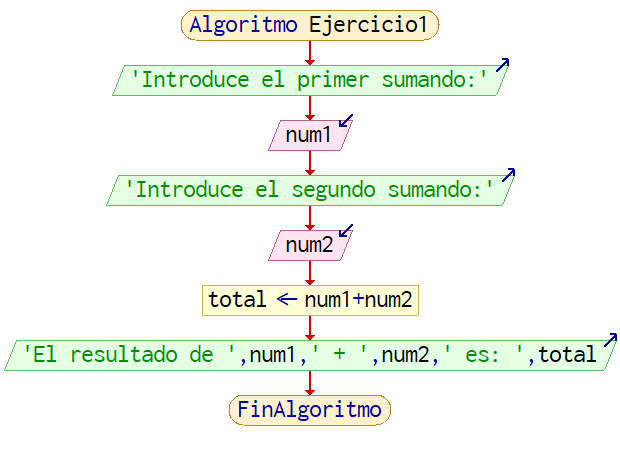 Algoritmo Ejercicio1
'Introduce el primer sumando:'
num1
'Introduce el segundo sumando:'
num2
total ← num1+num2
'El resultado de ',num1,' + ',num2,' es: ',total
FinAlgoritmo